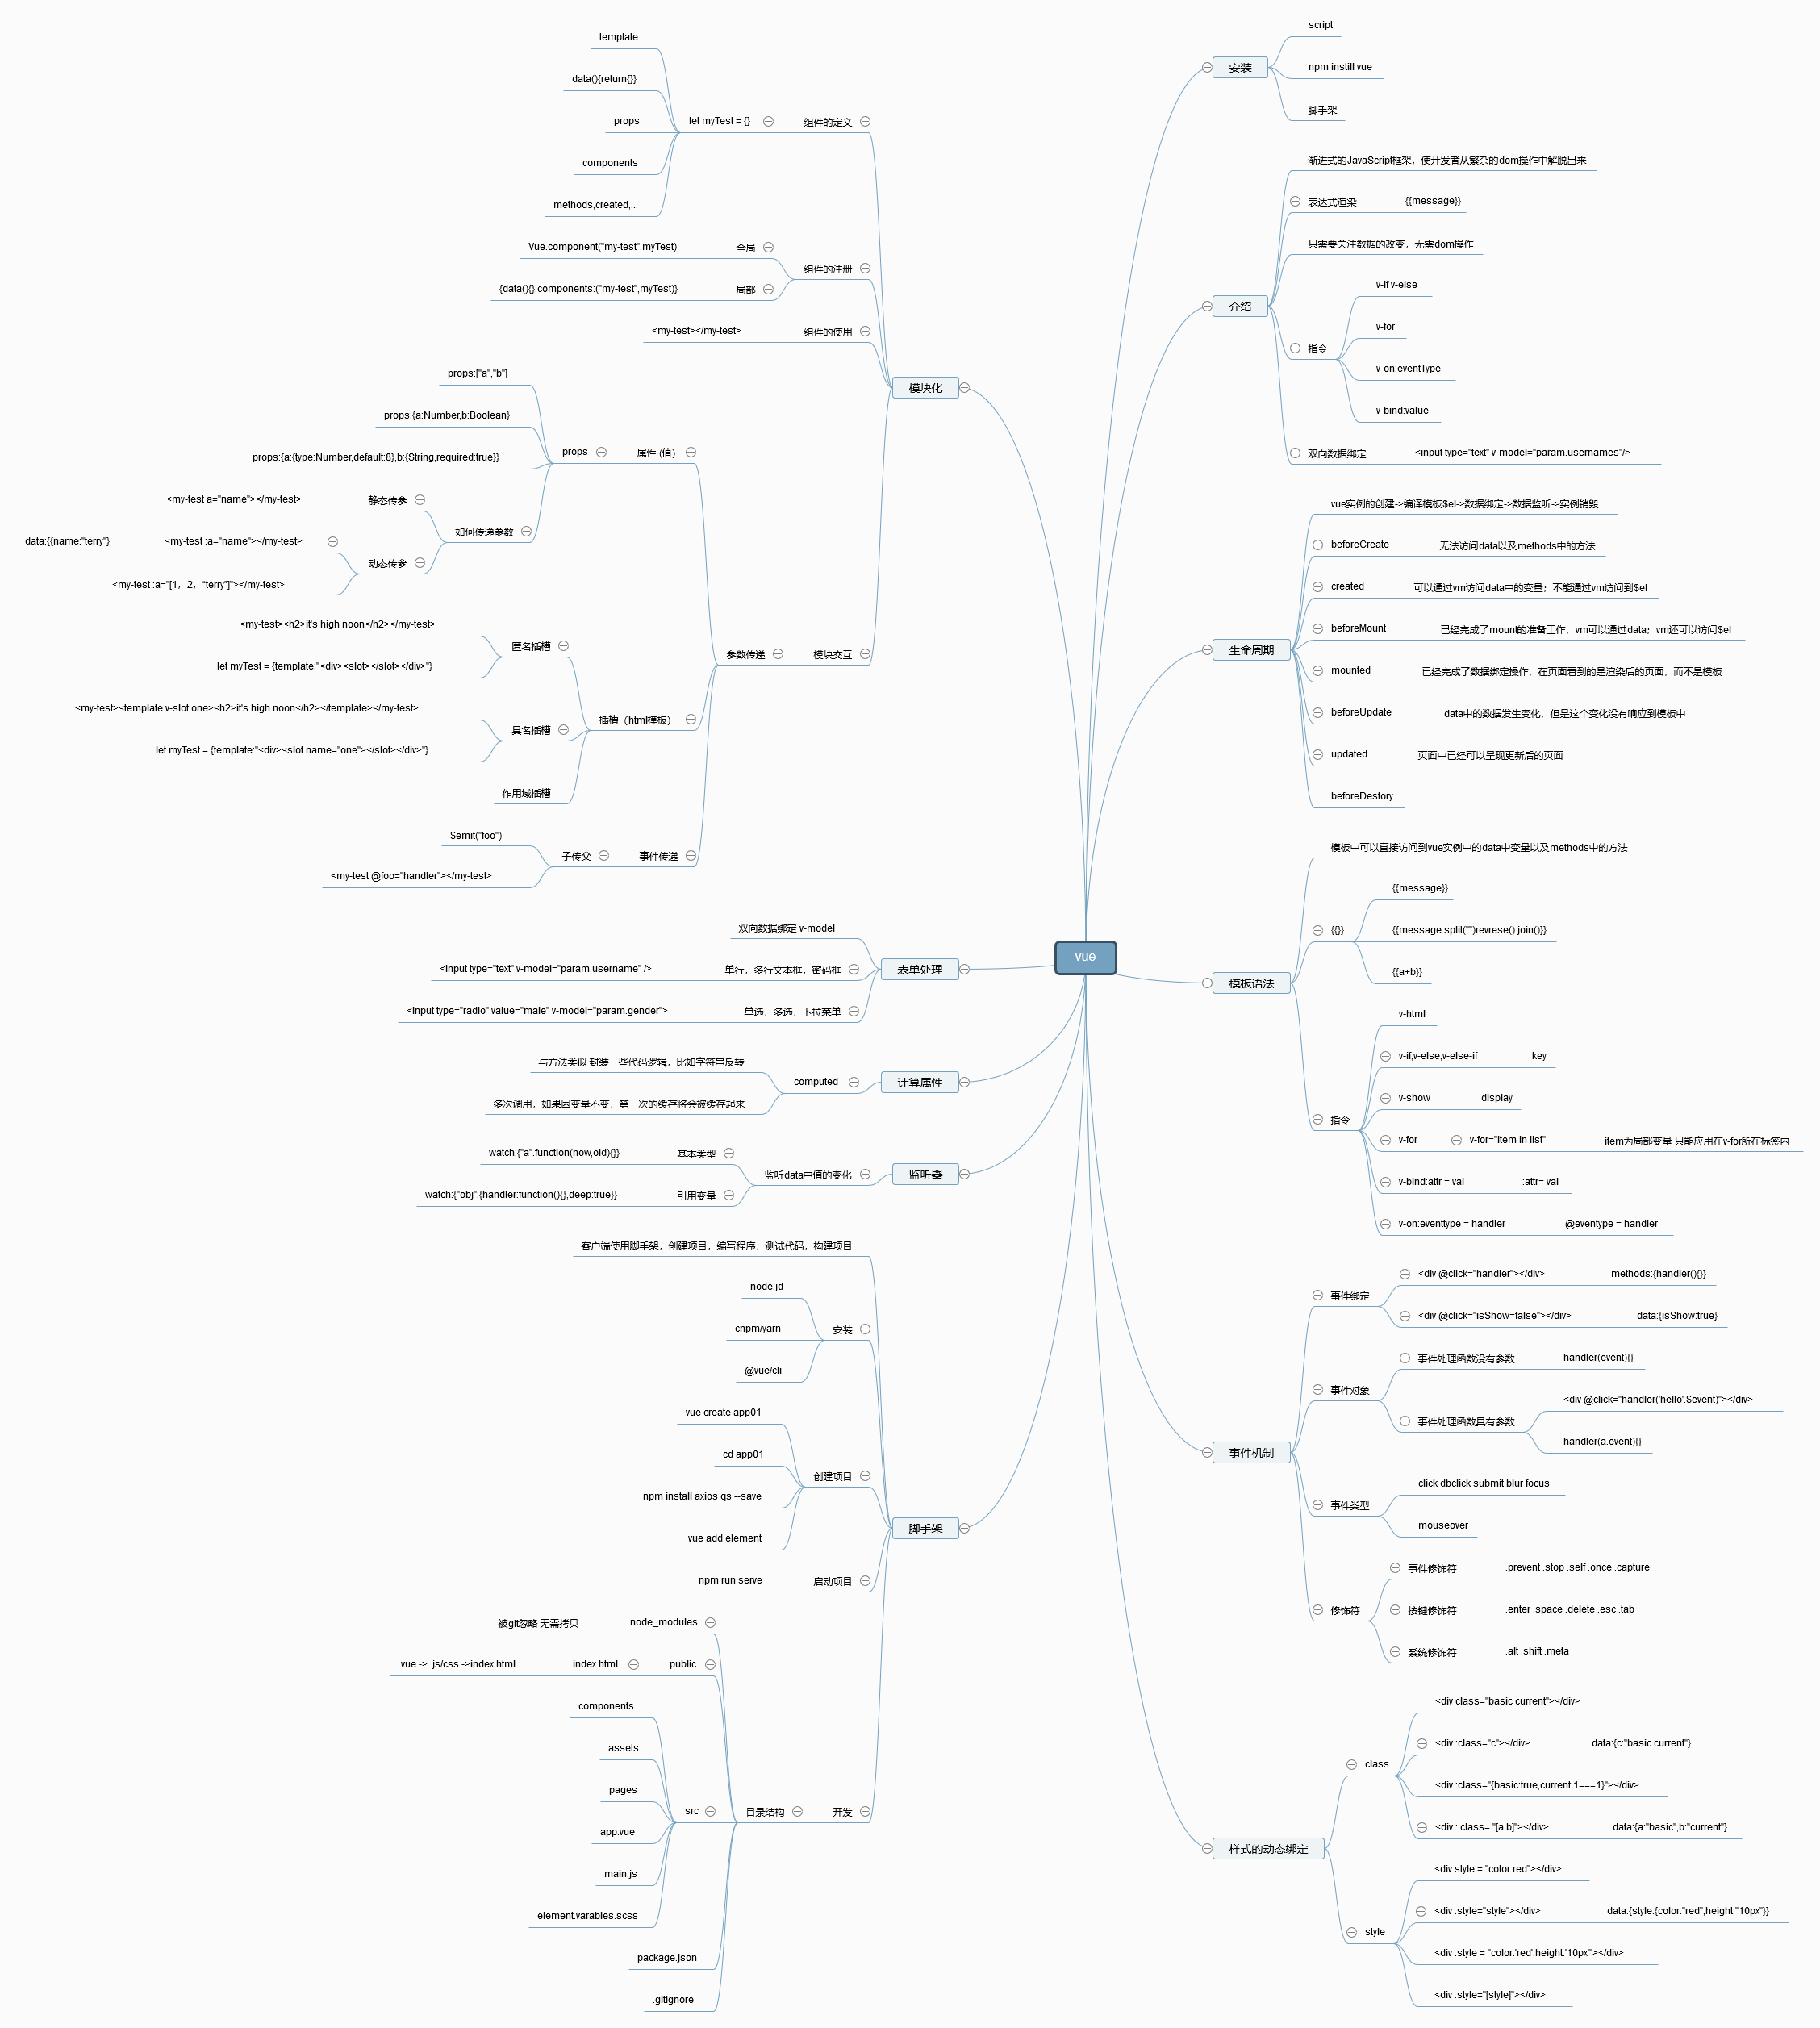 vue
安装
script
npm instill vue
脚手架
介绍
渐进式的JavaScript框架，使开发者从繁杂的dom操作中解脱出来
表达式渲染
{{message}}
只需要关注数据的改变，无需dom操作
指令
v-if v-else
v-for
v-on:eventType
v-bind:value
双向数据绑定
<input type="text" v-model="param.usernames"/>
生命周期
vue实例的创建->编译模板$el->数据绑定->数据监听->实例销毁
beforeCreate
无法访问data以及methods中的方法
created
可以通过vm访问data中的变量；不能通过vm访问到$el
beforeMount
已经完成了mount的准备工作，vm可以通过data；vm还可以访问$el
mounted
已经完成了数据绑定操作，在页面看到的是渲染后的页面，而不是模板
beforeUpdate
data中的数据发生变化，但是这个变化没有响应到模板中
updated
页面中已经可以呈现更新后的页面
beforeDestory
模板语法
模板中可以直接访问到vue实例中的data中变量以及methods中的方法
{{}}
{{message}}
{{message.split("")revrese().join()}}
{{a+b}}
指令
v-html
v-if,v-else,v-else-if
key
v-show
display
v-for
v-for="item in list"
item为局部变量 只能应用在v-for所在标签内
v-bind:attr = val
:attr= val
v-on:eventtype = handler
@eventype = handler
事件机制
事件绑定
<div @click="handler"></div>
methods:{handler(){}}
<div @click="isShow=false"></div>
data:{isShow:true}
事件对象
事件处理函数没有参数
handler(event){}
事件处理函数具有参数
<div @click="handler('hello'.$event)"></div>
handler(a.event){}
事件类型
click dbclick submit blur focus
mouseover
修饰符
事件修饰符
.prevent .stop .self .once .capture
按键修饰符
.enter .space .delete .esc .tab
系统修饰符
.alt .shift .meta
样式的动态绑定
class
<div class="basic current"></div>
<div :class="c"></div>
data:{c:"basic current"}
<div :class="{basic:true,current:1===1}"></div>
<div : class= "[a,b]"></div>
data:{a:"basic",b:"current"}
style
<div style = "color:red"></div>
<div :style="style"></div>
data:{style:{color:"red",height:"10px"}}
<div :style = "color:'red',height:'10px'"></div>
<div :style="[style]"></div>
模块化
组件的定义
let myTest = {}
template
data(){return{}}
props
components
methods,created,...
组件的注册
全局
Vue.component("my-test",myTest)
局部
{data(){}.components:("my-test",myTest)}
组件的使用
<my-test></my-test>
模块交互
参数传递
属性 (值)
props
props:["a","b"]
props:{a:Number,b:Boolean}
props:{a:{type:Number,default:8},b:{String,required:true}}
如何传递参数
静态传参
<my-test a="name"></my-test>
动态传参
<my-test :a="name"></my-test>
data:{{name:"terry"}
<my-test :a="[1，2，"terry"]"></my-test>
插槽（html模板）
匿名插槽
<my-test><h2>it's high noon</h2></my-test>
let myTest = {template:"<div><slot></slot></div>"}
具名插槽
<my-test><template v-slot:one><h2>it's high noon</h2></template></my-test>
let myTest = {template:"<div><slot name="one"></slot></div>"}
作用域插槽
事件传递
子传父
$emit("foo")
<my-test @foo="handler"></my-test>
表单处理
双向数据绑定 v-model
单行，多行文本框，密码框
<input type="text" v-model="param.username" />
单选，多选，下拉菜单
<input type="radio" value="male" v-model="param.gender">
计算属性
computed
与方法类似 封装一些代码逻辑，比如字符串反转
多次调用，如果因变量不变，第一次的缓存将会被缓存起来
监听器
监听data中值的变化
基本类型
watch:{"a".function(now,old){}}
引用变量
watch:{"obj":{handler:function(){},deep:true}}
脚手架
客户端使用脚手架，创建项目，编写程序，测试代码，构建项目
安装
node.jd
cnpm/yarn
@vue/cli
创建项目
vue create app01
cd app01
npm install axios qs --save
vue add element
启动项目
npm run serve
开发
目录结构
node_modules
被git忽略 无需拷贝
public
index.html
.vue -> .js/css ->index.html
src
components
assets
pages
app.vue
main.js
element.varables.scss
package.json
.gitignore